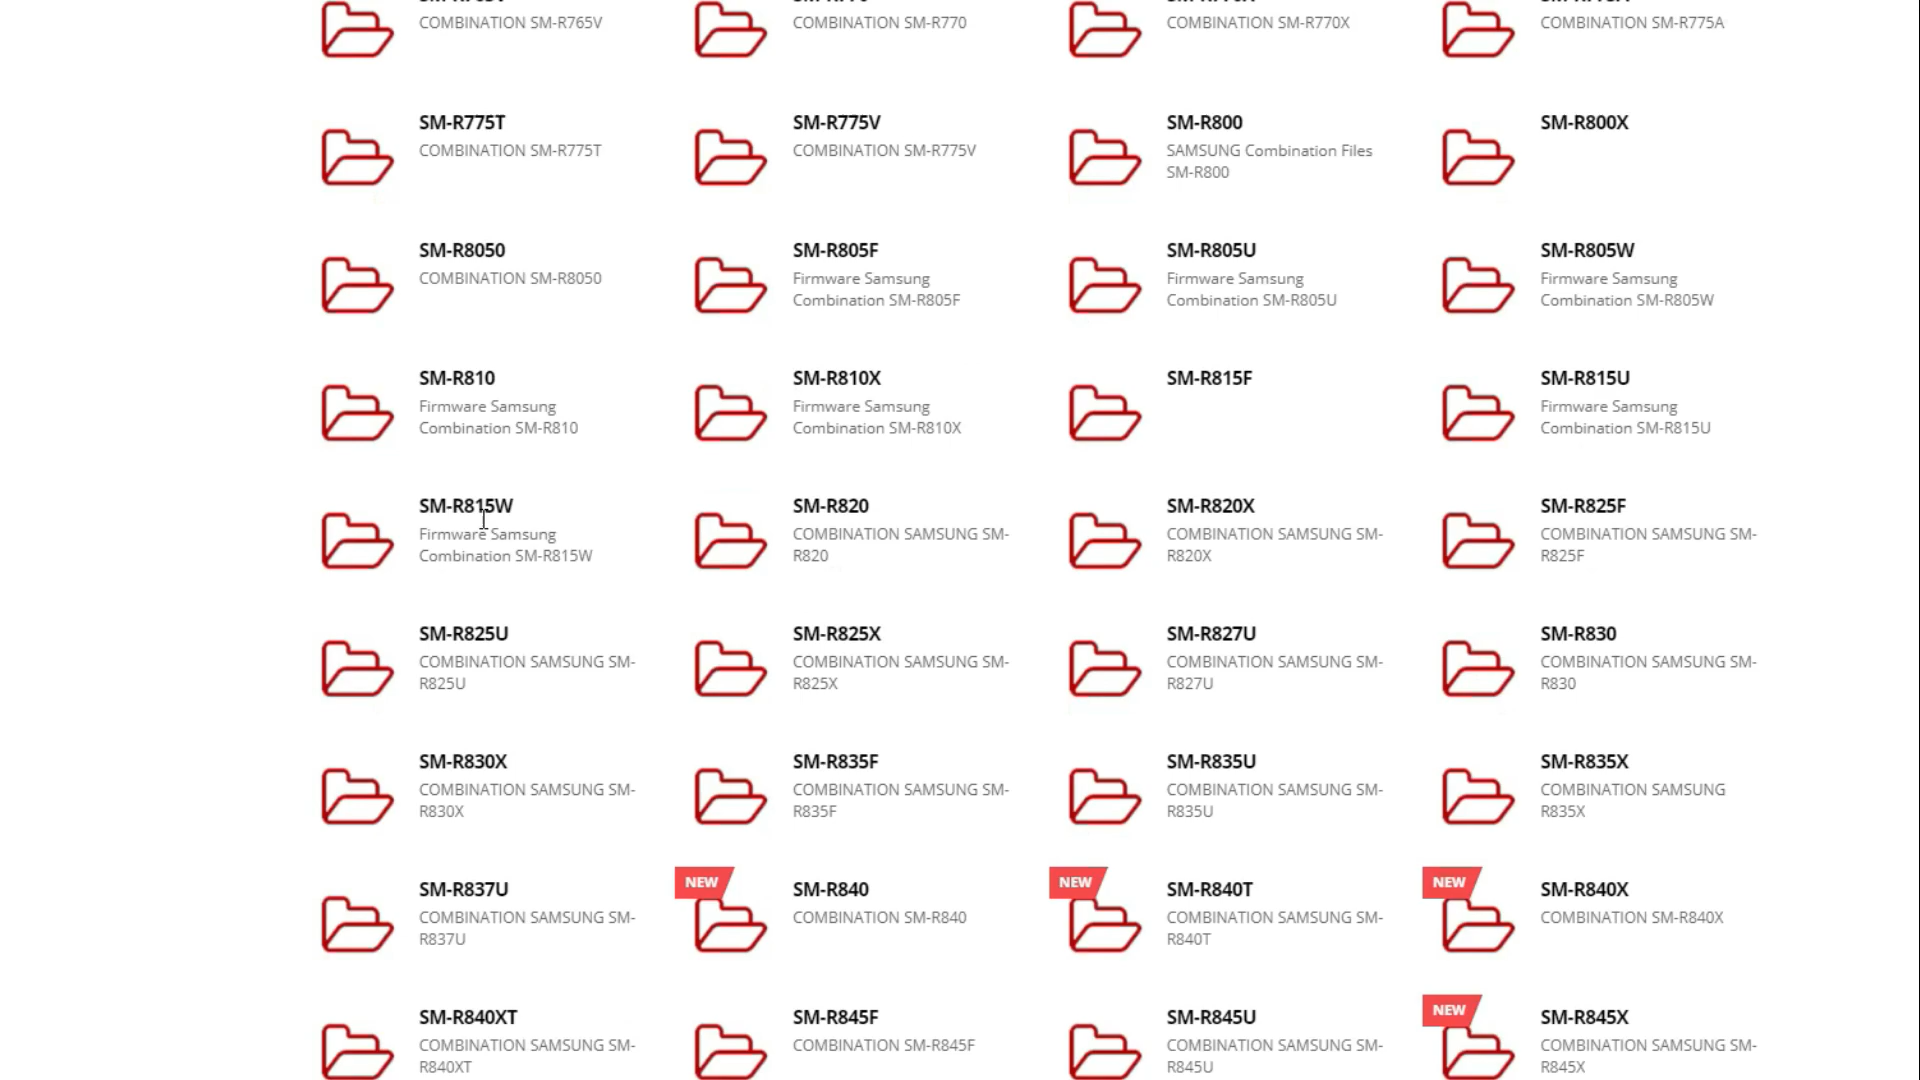 COMBINATION SM-R765V
COMBINATION SM-R770
COMBINATION SM-R770X
COMBINATION SM-R775A
SM-R775T
COMBINATION SM-R775T
SM-R775V
COMBINATION SM-R775V
SM-R800
SAMSUNG Combination Files
SM-R800
SM-R800X
SM-R8050
COMBINATION SM-R8050
SM-R805F
Firmware Samsung
Combination SM-R805F
SM-R805U
Firmware Samsung
Combination SM-R805U
SM-R805W
Firmware Samsung
Combination SM-R805W
SM-R810
Firmware Samsung
Combination SM-R810
SM-R810X
Firmware Samsung
Combination SM-R810X
SM-R815F
SM-R815U
Firmware Samsung
Combination SM-R815U
SM-R815W
Firmware Samsung
Combination SM-R815W
SM-R820
COMBINATION SAMSUNG SM-
R820
SM-R820X
COMBINATION SAMSUNG SM-
R820X
SM-R825F
COMBINATION SAMSUNG SM-
R825F
SM-R825U
COMBINATION SAMSUNG SM-
R825U
SM-R825X
COMBINATION SAMSUNG SM-
R825X
SM-R827U
COMBINATION SAMSUNG SM-
R827U
SM-R830
COMBINATION SAMSUNG SM-
R830
SM-R830X
COMBINATION SAMSUNG SM-
R830X
SM-R835F
COMBINATION SAMSUNG SM-
R835F
SM-R835U
COMBINATION SAMSUNG SM-
R835U
SM-R835X
COMBINATION SAMSUNG
R835X
SM-R837U
COMBINATION SAMSUNG SM-
R837U
NEW
SM-R840
COMBINATION SM-R840
NEW
SM-R840T
COMBINATION SAMSUNG SM-
R840T
NEW
SM-R840X
COMBINATION SM-R840X
SM-R840XT
COMBINATION SAMSUNG SM-
R840XT
SM-R845F
COMBINATION SM-R845F
SM-R845U
COMBINATION SAMSUNG SM-
R845U
NEW
SM-R845X
COMBINATION SAMSUNG SM-
R845X